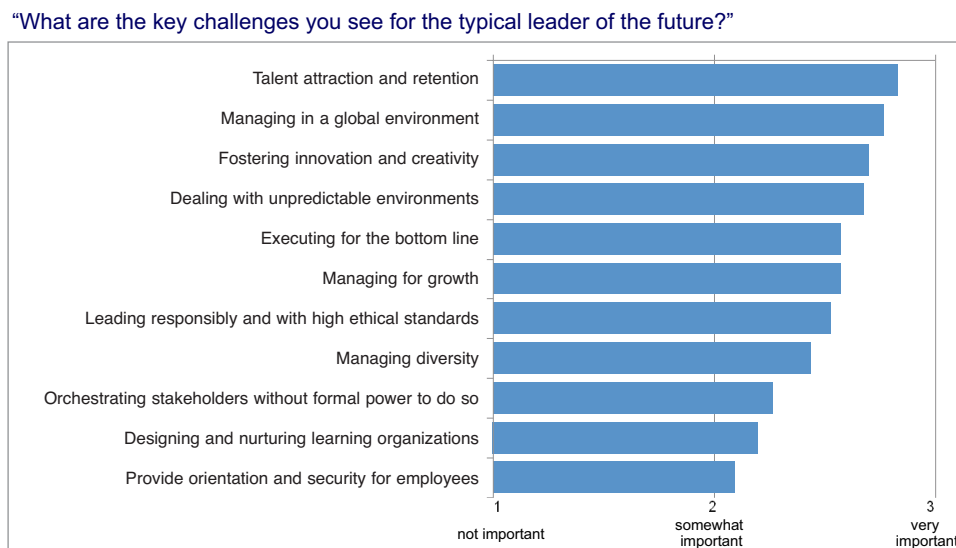 “What are the key challenges you see for the typical leader of the future?”
Talent attraction and retention
Managing in a global environment
Fostering innovation and creativity
Dealing with unpredictable environments
Executing for the bottom line
Managing for growth
Leading responsibly and with high ethical standards
Managing diversity
Orchestrating stakeholders without formal power to do so
Designing and nurturing learning organizations
Provide orientation and security for employees
1 2 3
not important somewhat very
important important